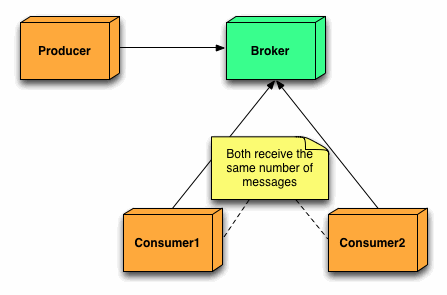 Producer
Broker
Both receive the
same number of
messages
Consumer1
Consumer2